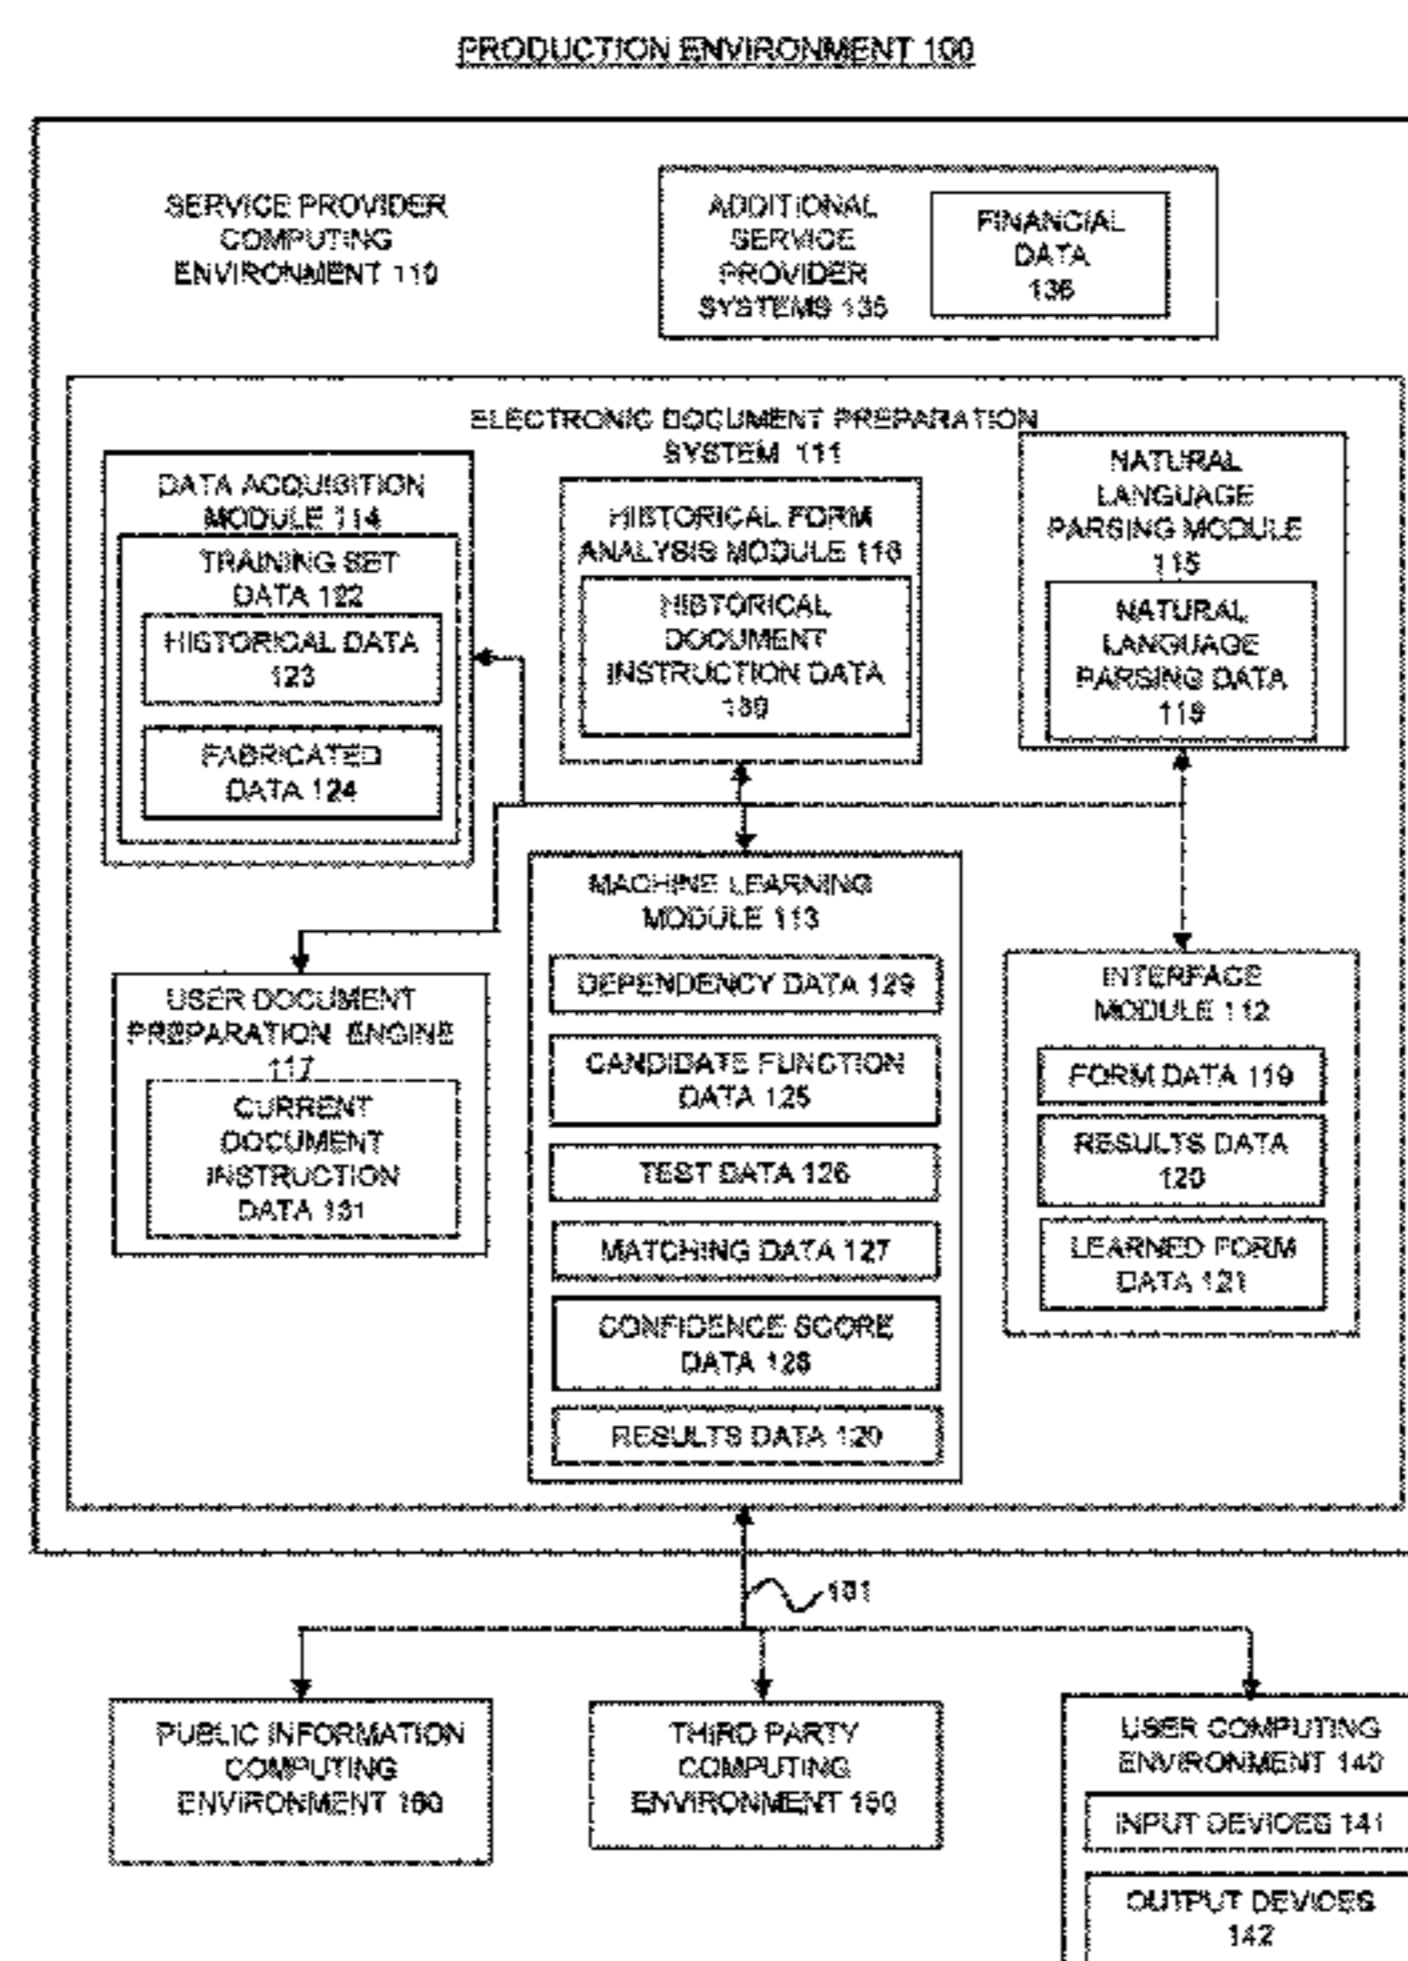 PRODUCTION ENVIRONMENT 100
SERVICE PROVIDER
COMPUTING
ENVIRONMENT 110
ADDITIONAL
SERVICE
PROVIDER
SYSTEMS 135
FINANCIAL
DATA
136
ELECTRONIC DOCUMENT PREPARATION
SYSTEM 111
DATA ACQUISITION
MODULE 114
TRAINING SET
DATA 122
HISTORICAL DATA
123
FABRICATED
DATA 124
HISTORICAL FORM
ANALYSIS MODULE 116
HISTORICAL
DOCUMENT
INSTRUCTION DATA
130
NATURAL
LANGUAGE
PARSING MODULE
115
NATURAL
LANGUAGE
PARSING DATA
118
USER DOCUMENT
PREPARATION ENGINE
117
CURRENT
DOCUMENT
INSTRUCTION
DATA 131
MACHINE LEARNING
MODULE 113
DEPENDENCY DATA 129
CANDIDATE FUNCTION
DATA 125
TEST DATA 126
MATCHING DATA 127
CONFIDENCE SCORE
DATA 128
RESULTS DATA 120
INTERFACE
MODULE 112
FORM DATA 119
RESULTS DATA
120
LEARNED FORM
DATA 121
101
PUBLIC INFORMATION
COMPUTING
ENVIRONMENT 160
THIRD PARTY
COMPUTING
ENVIRONMENT 150
USER COMPUTING
ENVIRONMENT 140
INPUT DEVICES 141
OUTPUT DEVICES
142